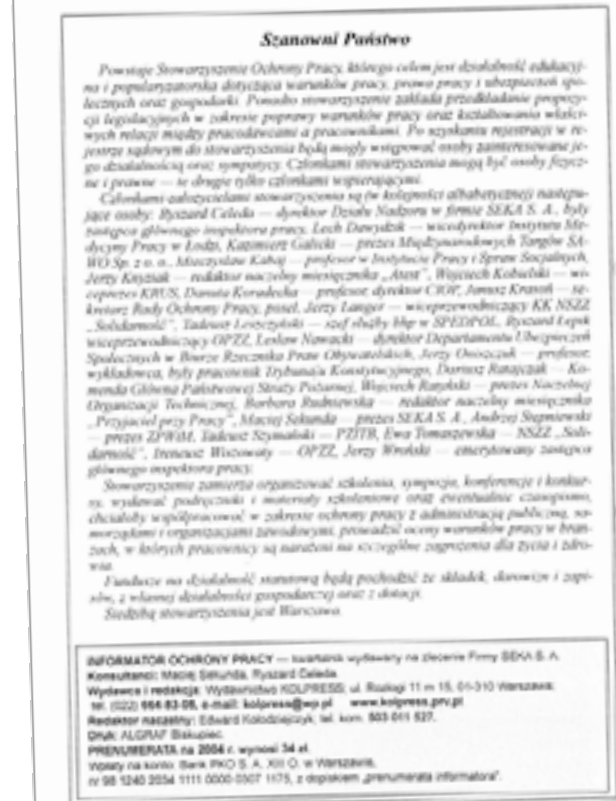 Szanowni Państwo
Powstaje Stowarzyszenie Ochrony Pracy, którego celem jest działalność edukacyj-
na i popularyzatorska dotycząca warunków pracy, prawa pracy i ubezpieczeń spo-
łecznych oraz gospodarki. Ponadto stowarzyszenie zakłada przedkładanie propozy-
cji legislacyjnych w zakresie poprawy warunków pracy oraz kształtowania właści-
wych relacji między pracodawcami a pracownikami. Po uzyskaniu rejestracji w re-
jestrze sądowym do stowarzyszenia będą mogły wstępować osoby zainteresowane je-
go działalnością oraz sympatycy. Członkami stowarzyszenia mogą być osoby fizycz-
ne i prawne — te drugie tylko członkami wspierającymi.
Członkami-założycielami stowarzyszenia są (w kolejności alfabetycznej) następu-
jące osoby: Ryszard Celeda — dyrektor Działu Nadzoru w firmie SEKA S. A., były
zastępca głównego inspektora pracy, Lech Dawydzik — wicedyrektor Instytutu Me-
dycyny Pracy w Łodzi, Kazimierz Galicki — prezes Międzynarodowych Targów SA-
WO Sp. z o. o., Mieczysław Kabaj — profesor w Instytucie Pracy i Spraw Socjalnych,
Jerzy Knyziak — redaktor naczelny miesięcznika „Atest", Wojciech Kobielski — wi-
ceprezes KRUS, Danuta Koradecka — profesor, dyrektor CIOP, Janusz Krasoń — se-
kretarz Rady Ochrony Pracy, poseł, Jerzy Langer — wiceprzewodniczący KK NSZZ
„Solidarność", Tadeusz Leszczyński — szef służby bhp w SPEDPOL, Ryszard Łepik
wiceprzewodniczący OPZZ, Lesław Nawacki — dyrektor Departamentu Ubezpieczeń
Społecznych w Biurze Rzecznika Praw Obywatelskich, Jerzy Oniszczuk — profesor,
wykładowca, były pracownik Trybunału Konstytucyjnego, Dariusz Ratajczak — Ko-
menda Główna Państwowej Straży Pożarnej, Wojciech Ratyński — prezes Naczelnej
Organizacji Technicznej, Barbara Rudniewska — redaktor naczelny miesięcznika
„Przyjaciel przy Pracy", Maciej Sekunda — prezes SEKA S. A., Andrzej Stępniewski
— prezes ZPWiM, Tadeusz Szymański — PZITB, Ewa Tomaszewska — NSZZ „Soli-
darność", Ireneusz Wiszowaty — OPZZ, Jerzy Wroński — emerytowany zastępca
głównego inspektora pracy.
Stowarzyszenie zamierza organizować szkolenia, sympozja, konferencje i konkur-
sy, wydawać podręczniki i materiały szkoleniowe oraz ewentualnie czasopismo,
chciałoby współpracować w zakresie ochrony pracy z administracją publiczną, sa-
morządami i organizacjami zawodowymi, prowadzić oceny warunków pracy w bran-
żach, w których pracownicy są narażeni na szczególne zagrożenia dla życia i zdro-
wia.
Fundusze na działalność statutową będą pochodzić ze składek, darowizn i zapi-
sów, z własnej działalności gospodarczej oraz z dotacji.
Siedzibą stowarzyszenia jest Warszawa.
INFORMATOR OCHRONY PRACY — kwartalnik wydawany na zlecenie Firmy SEKA S. A.
Konsultanci: Maciej Sekunda, Ryszard Celeda.
Wydawca i redakcja: Wydawnictwo KOLPRESS; ul. Rozłogi 11 m 15, 01-310 Warszawa;
tel. (022) 664-83-08, e-mail: kolpress@wp.pl www.kolpress.prv.pl
Redaktor naczelny: Edward Kołodziejczyk; tel. kom. 503 011 527.
Druk: ALGRAF Biskupiec.
PRENUMERATA na 2004 r. wynosi 34 zł.
Wpłaty na konto: Bank PKO S. A. XIII O. w Warszawie,
nr 98 1240 2034 1111 0000 0307 1175, z dopiskiem „prenumerata informatora".